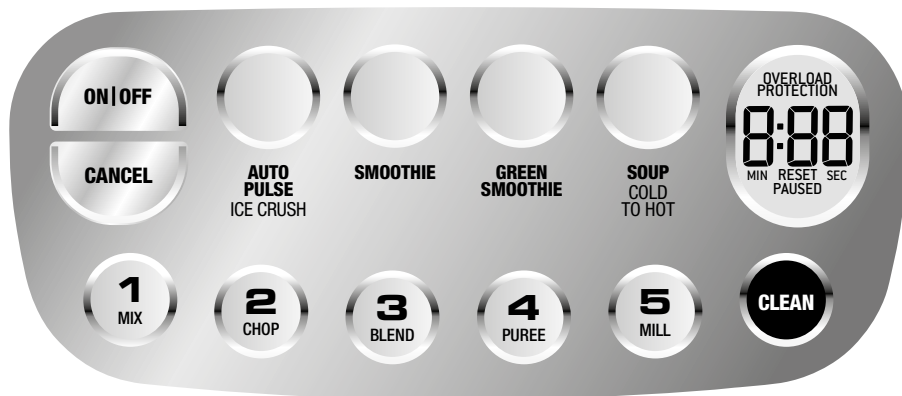 ON|OFF
CANCEL
AUTO
PULSE
ICE CRUSH
SMOOTHIE
GREEN
SMOOTHIE
SOUP
COLD
TO HOT
OVERLOAD
PROTECTION
8:88
MIN RESET SEC
PAUSED
1
MIX
2
CHOP
3
BLEND
4
PUREE
5
MILL
CLEAN